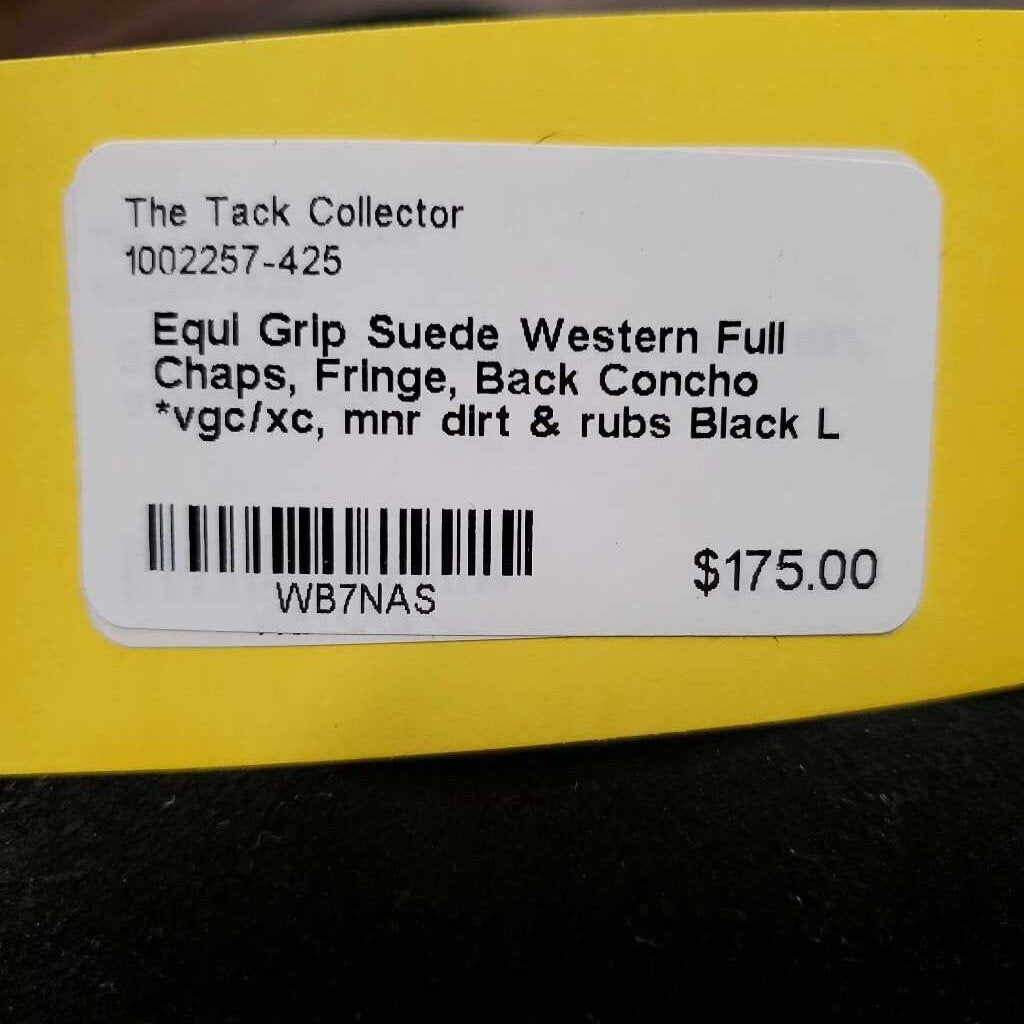 The Tack Collector
1002257-425
Equi Grip Suede Western Full
Chaps, Fringe, Back Concho
*vgc/xc, mnr dirt & rubs Black L
WB7NAS
$175.00